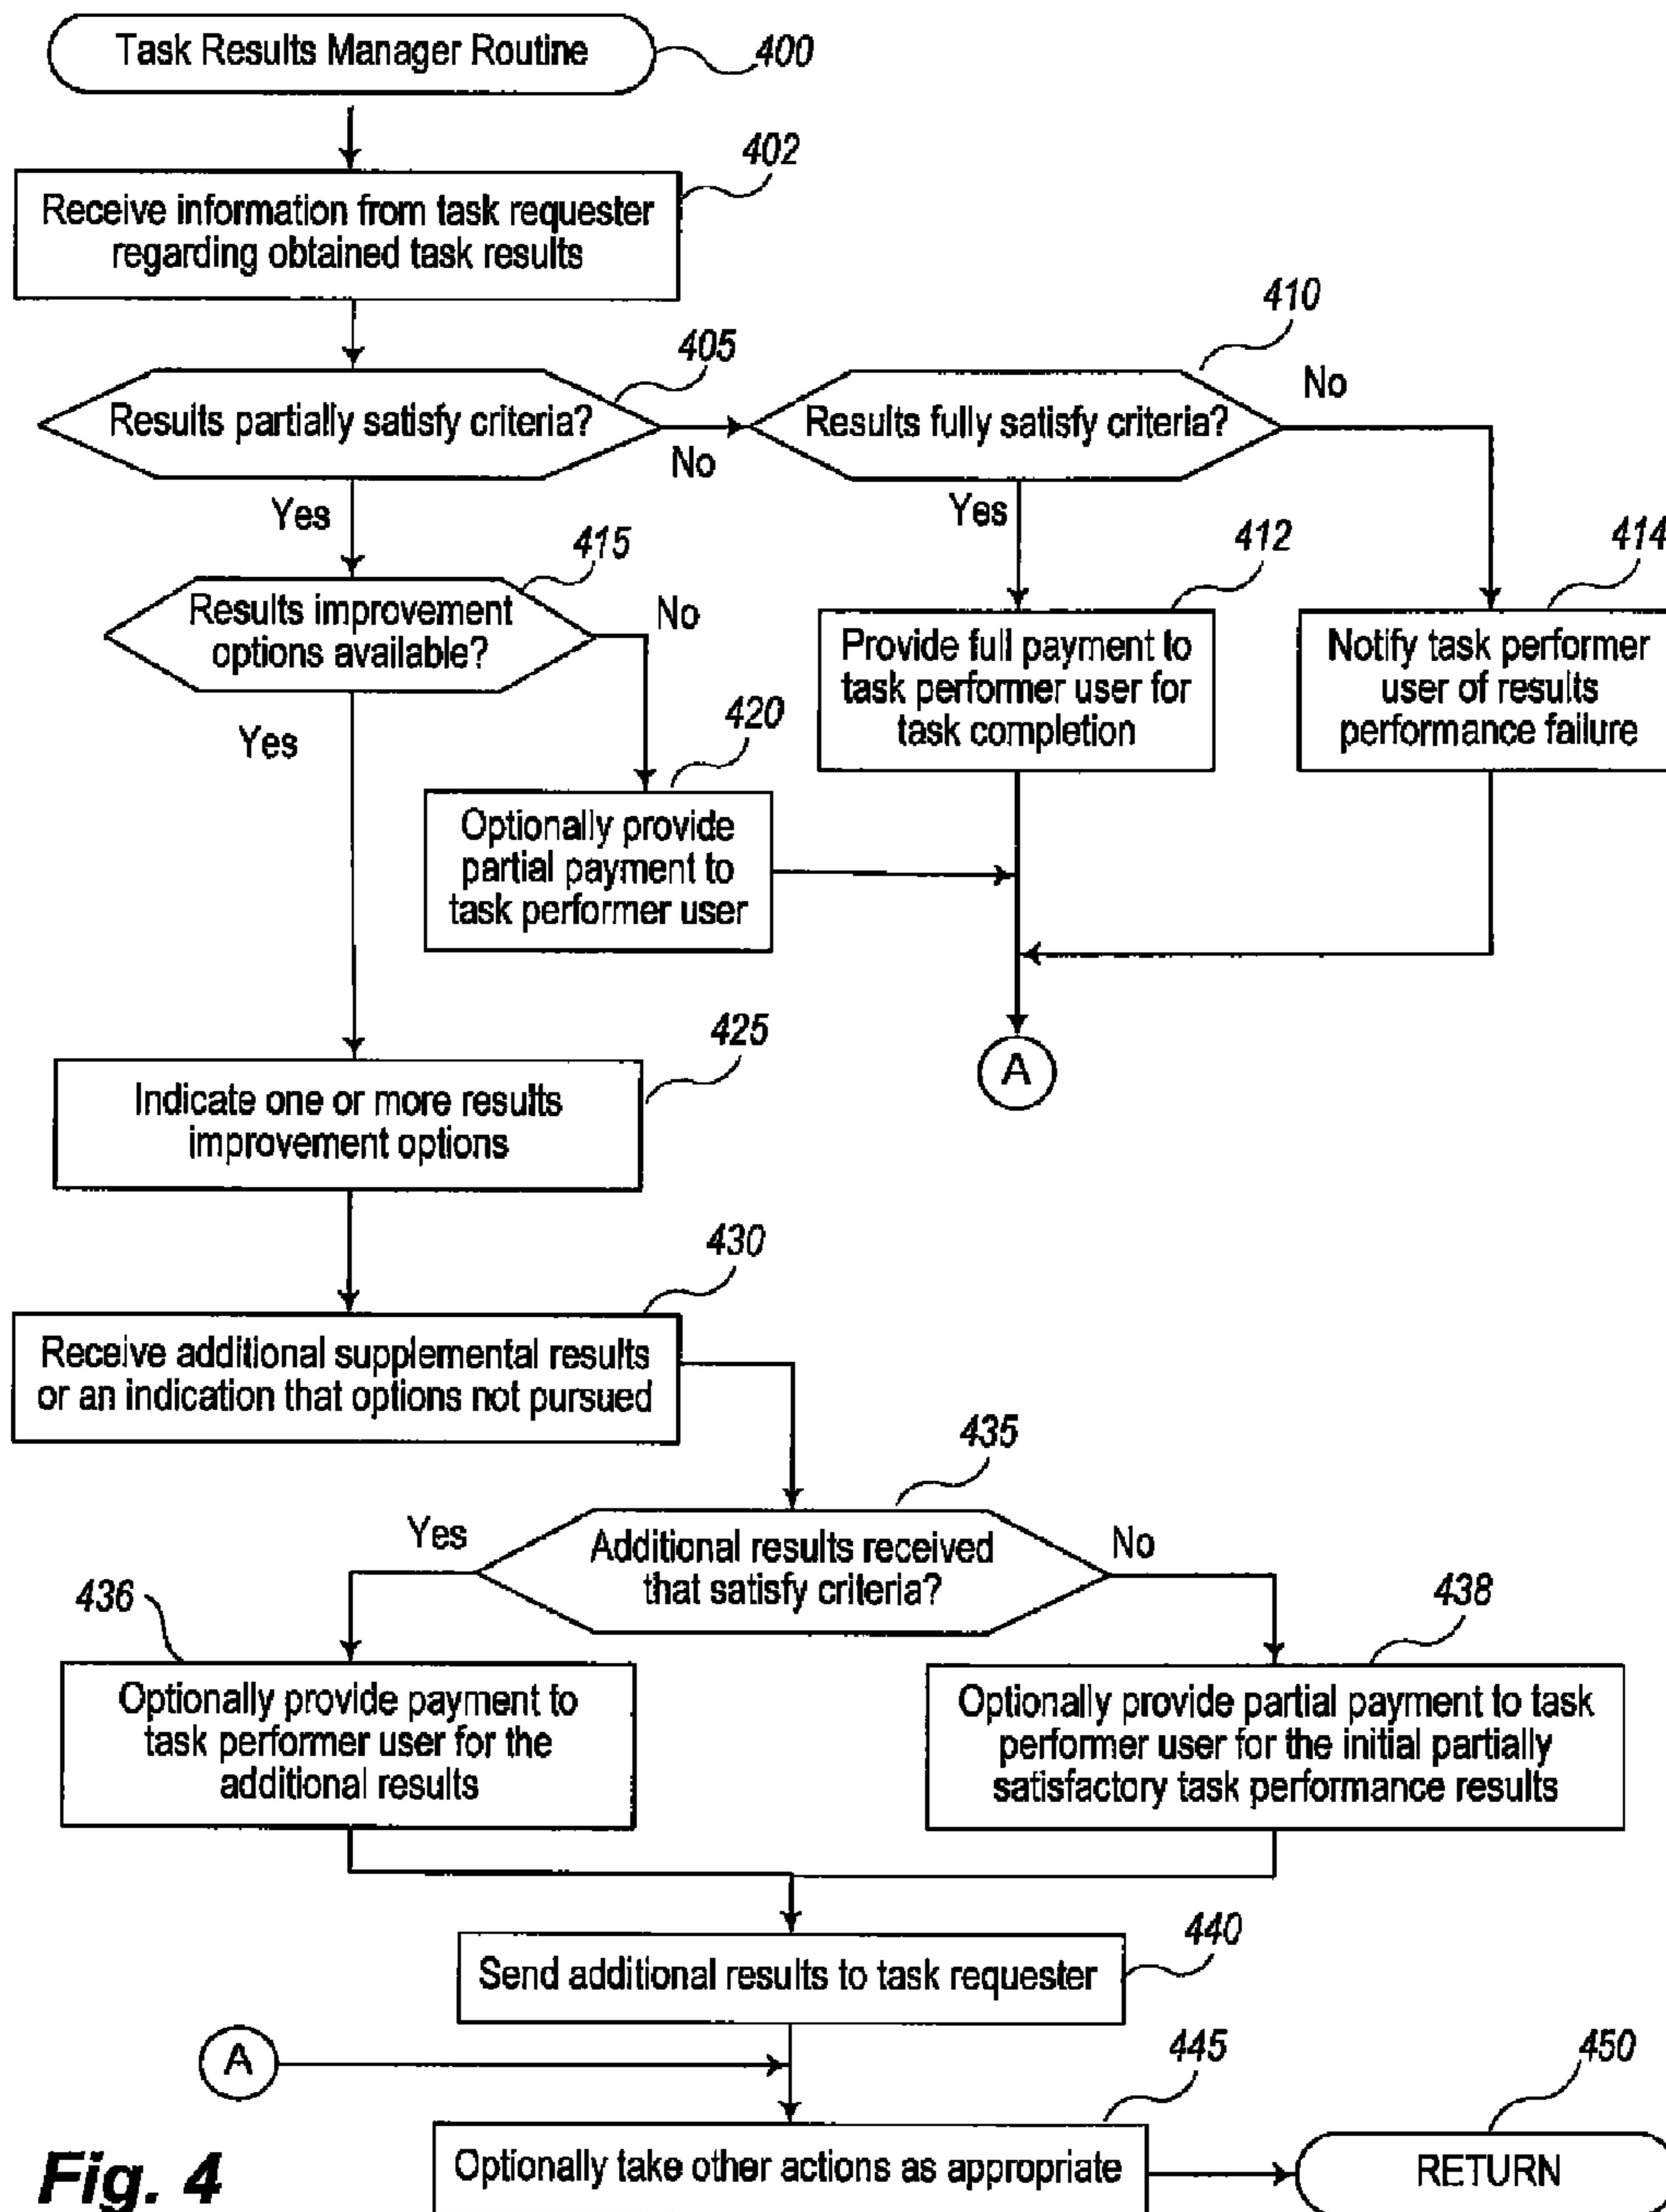 Task Results Manager Routine
400
402
Receive information from task requester
regarding obtained task results
405
410
Results partially satisfy criteria?
No
Results fully satisfy criteria?
No
Yes
Yes
415
412
414
Results improvement
options available?
No
Yes
Provide full payment to
task performer user for
task completion
Notify task performer
user of results
performance failure
420
Optionally provide
partial payment to
task performer user
A
425
Indicate one or more results
improvement options
430
Receive additional supplemental results
or an indication that options not pursued
435
Yes
Additional results received
that satisfy criteria?
No
436
438
Optionally provide payment to
task performer user for the
additional results
Optionally provide partial payment to task
performer user for the initial partially
satisfactory task performance results
440
Send additional results to task requester
A
445
450
Optionally take other actions as appropriate
RETURN
Fig. 4